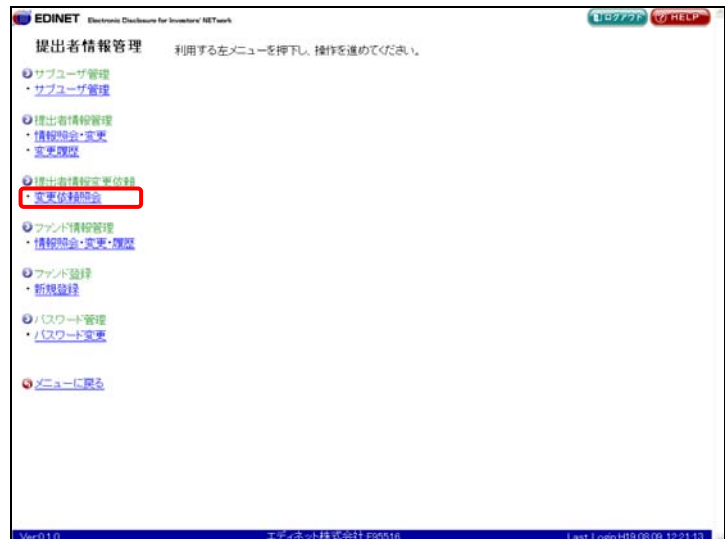 EDINET Electronic Disclosure for Investors' NETwork
ログアウト HELP
提出者情報管理
利用する左メニューを押下し、操作を進めてください。
サブユーザ管理
・サブユーザ管理
提出者情報管理
・情報照会・変更
・変更履歴
提出者情報変更依頼
・変更依頼照会
ファンド情報管理
・情報照会・変更・履歴
ファンド登録
・新規登録
パスワード管理
・パスワード変更
メニューに戻る
Ver.0.1.0 エディネット株式会社 E95516 Last Login:H19.08.09 12:21:13